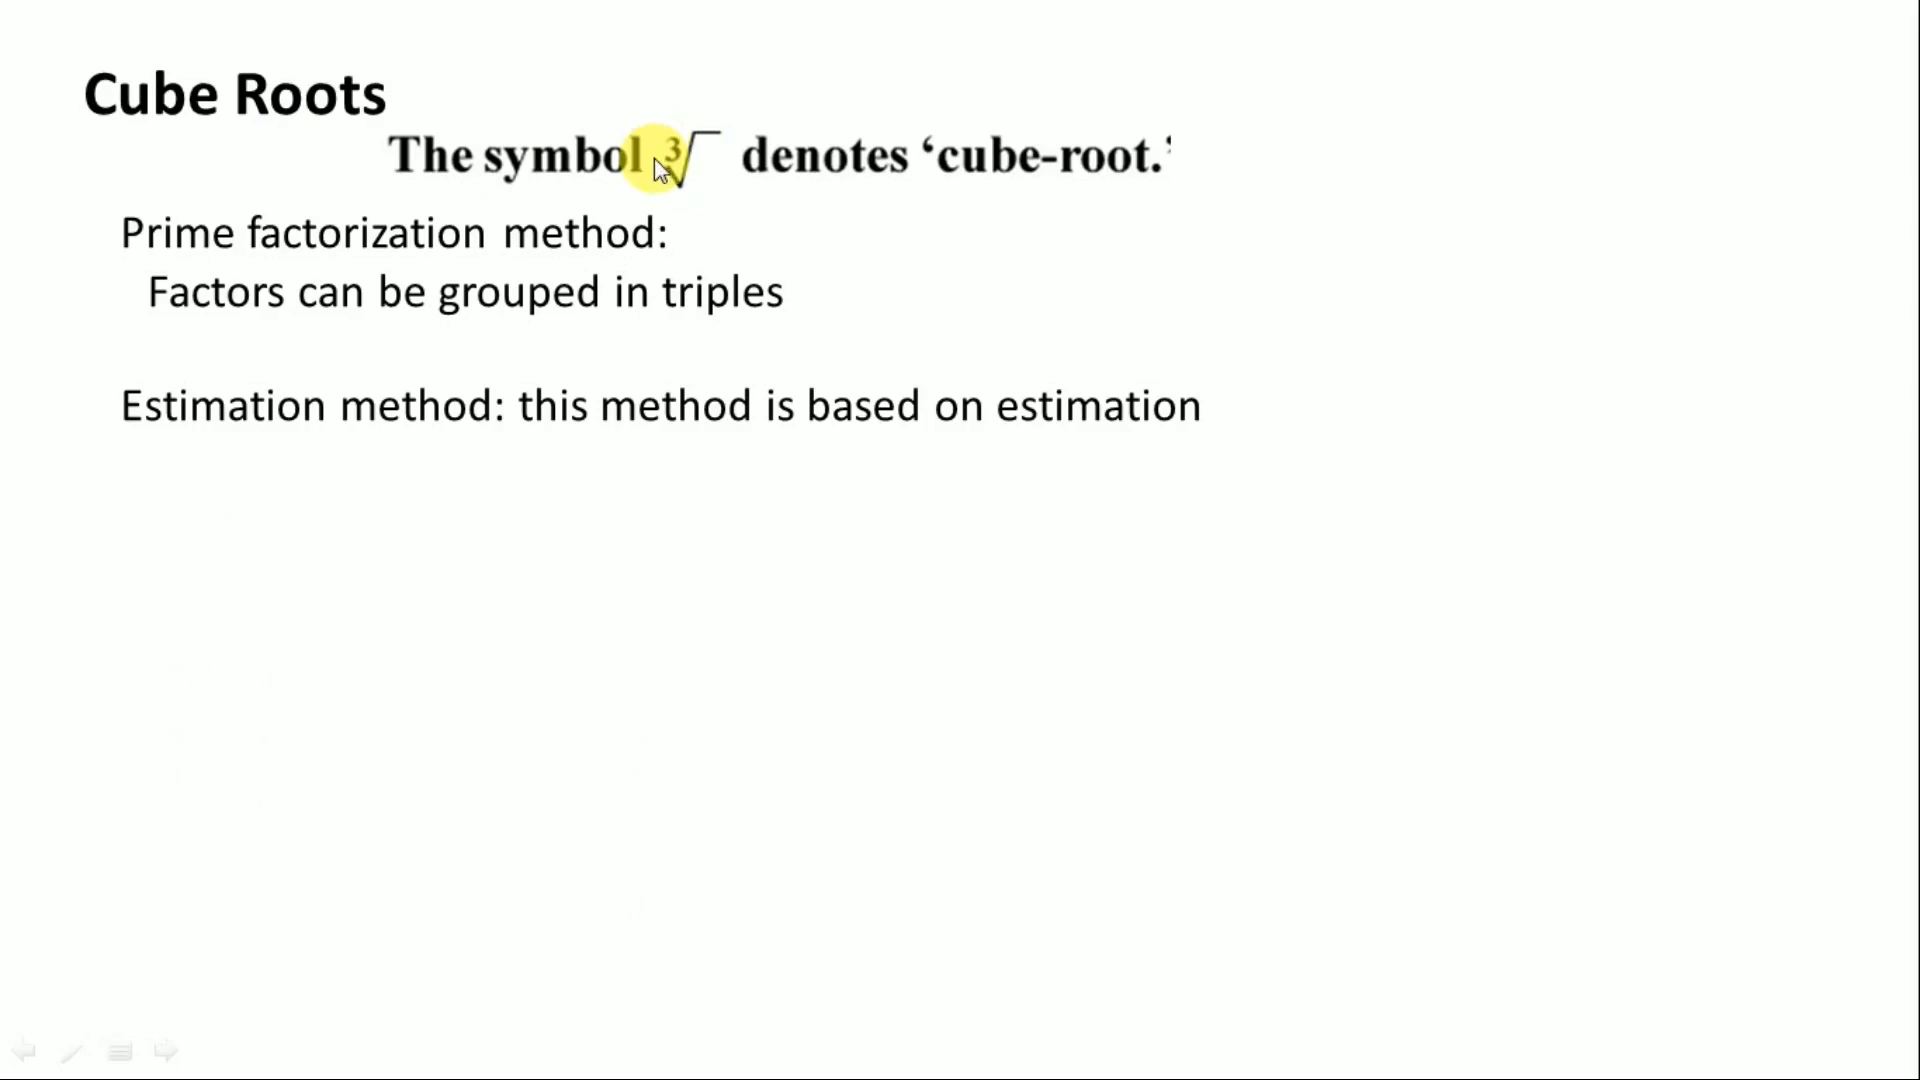 Cube Roots
The symbol ∛ denotes ‘cube-root.’
Prime factorization method:
Factors can be grouped in triples
Estimation method: this method is based on estimation